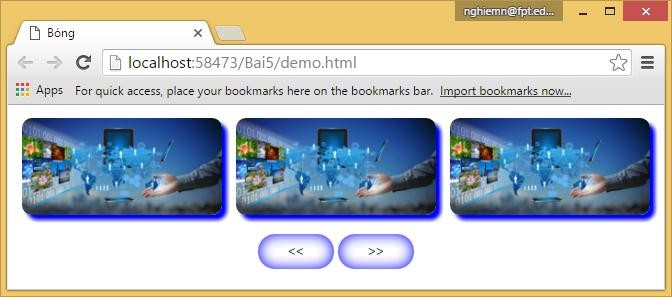 nghiemn@fpt.ed...
Bóng
localhost:58473/Bai5/demo.html
Apps For quick access, place your bookmarks here on the bookmarks bar. Import bookmarks now...
<< >>